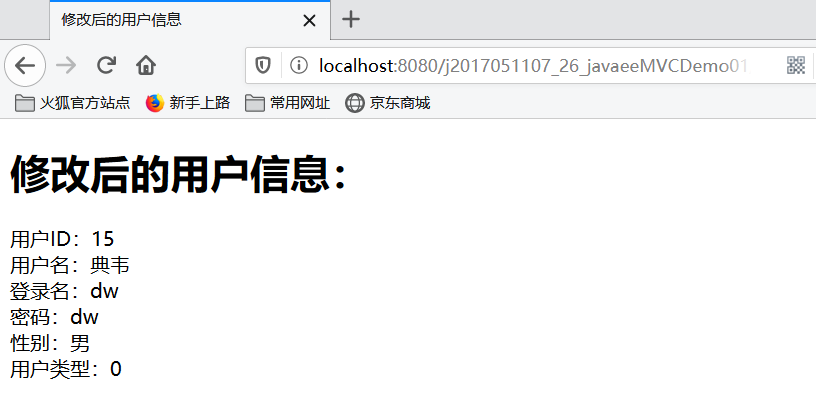 修改后的用户信息
localhost:8080/j2017051107_26_javaeeMVCDemo01
火狐官方站点 新手上路 常用网址 京东商城
修改后的用户信息：
用户ID：15
用户名：典韦
登录名：dw
密码：dw
性别：男
用户类型：0